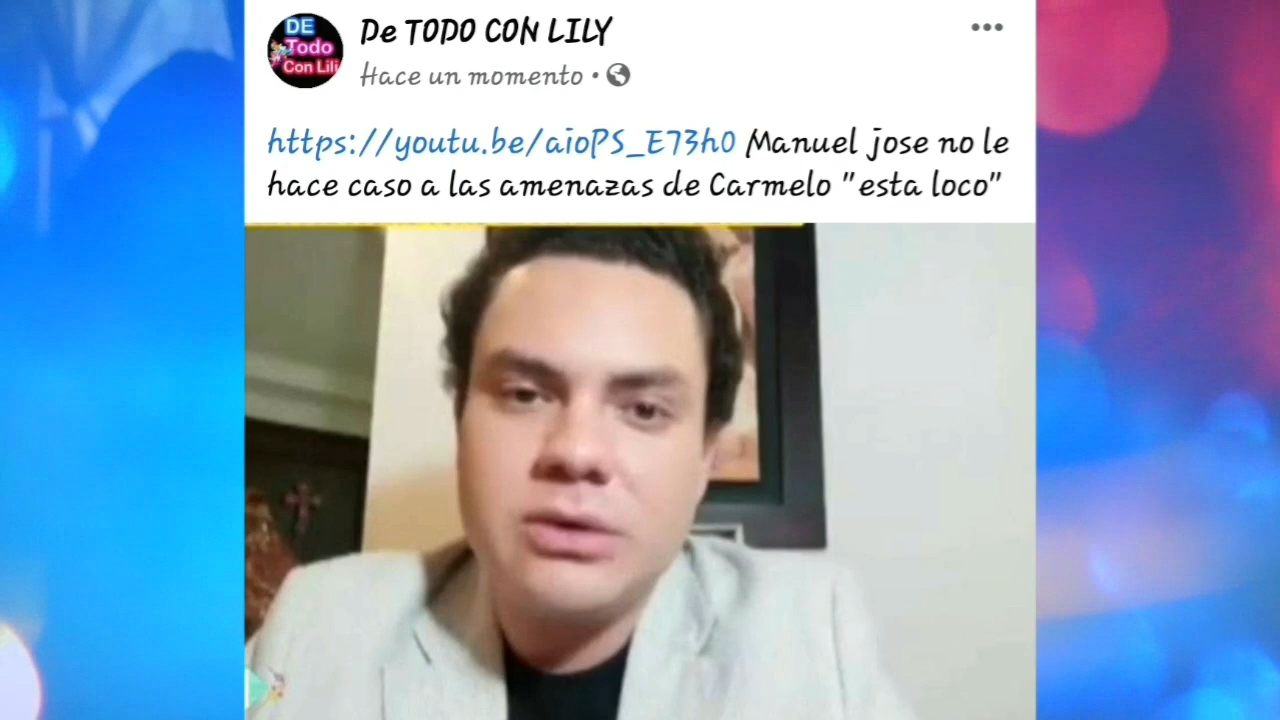 DE
Todo
Con Lili
De TODO CON LILY
Hace un momento •
https://youtu.be/aioPS_E73h0 Manuel jose no le
hace caso a las amenazas de Carmelo "esta loco"